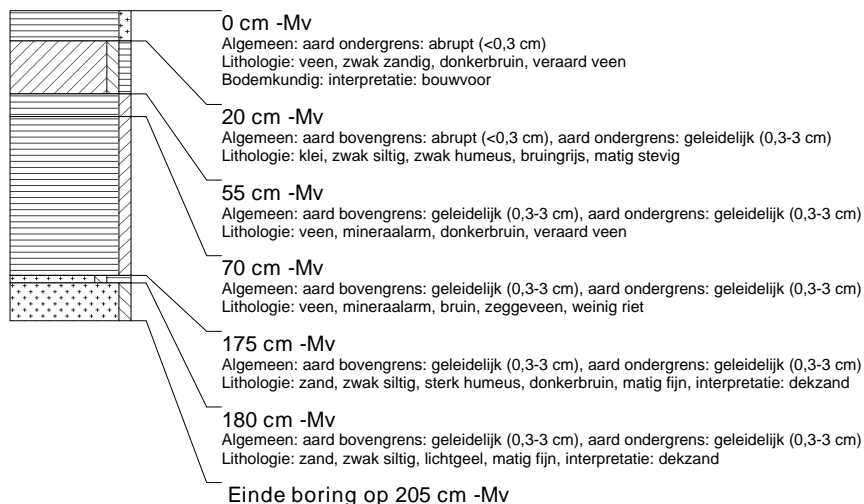 0 cm -Mv
Algemeen: aard ondergrens: abrupt (<0,3 cm)
Lithologie: veen, zwak zandig, donkerbruin, veraard veen
Bodemkundig: interpretatie: bouwvoor
20 cm -Mv
Algemeen: aard bovengrens: abrupt (<0,3 cm), aard ondergrens: geleidelijk (0,3-3 cm)
Lithologie: klei, zwak siltig, zwak humeus, bruingrijs, matig stevig
55 cm -Mv
Algemeen: aard bovengrens: geleidelijk (0,3-3 cm), aard ondergrens: geleidelijk (0,3-3 cm)
Lithologie: veen, mineraalarm, donkerbruin, veraard veen
70 cm -Mv
Algemeen: aard bovengrens: geleidelijk (0,3-3 cm), aard ondergrens: geleidelijk (0,3-3 cm)
Lithologie: veen, mineraalarm, bruin, zeggeveen, weinig riet
175 cm -Mv
Algemeen: aard bovengrens: geleidelijk (0,3-3 cm), aard ondergrens: geleidelijk (0,3-3 cm)
Lithologie: zand, zwak siltig, sterk humeus, donkerbruin, matig fijn, interpretatie: dekzand
180 cm -Mv
Algemeen: aard bovengrens: geleidelijk (0,3-3 cm), aard ondergrens: geleidelijk (0,3-3 cm)
Lithologie: zand, zwak siltig, lichtgeel, matig fijn, interpretatie: dekzand
Einde boring op 205 cm -Mv